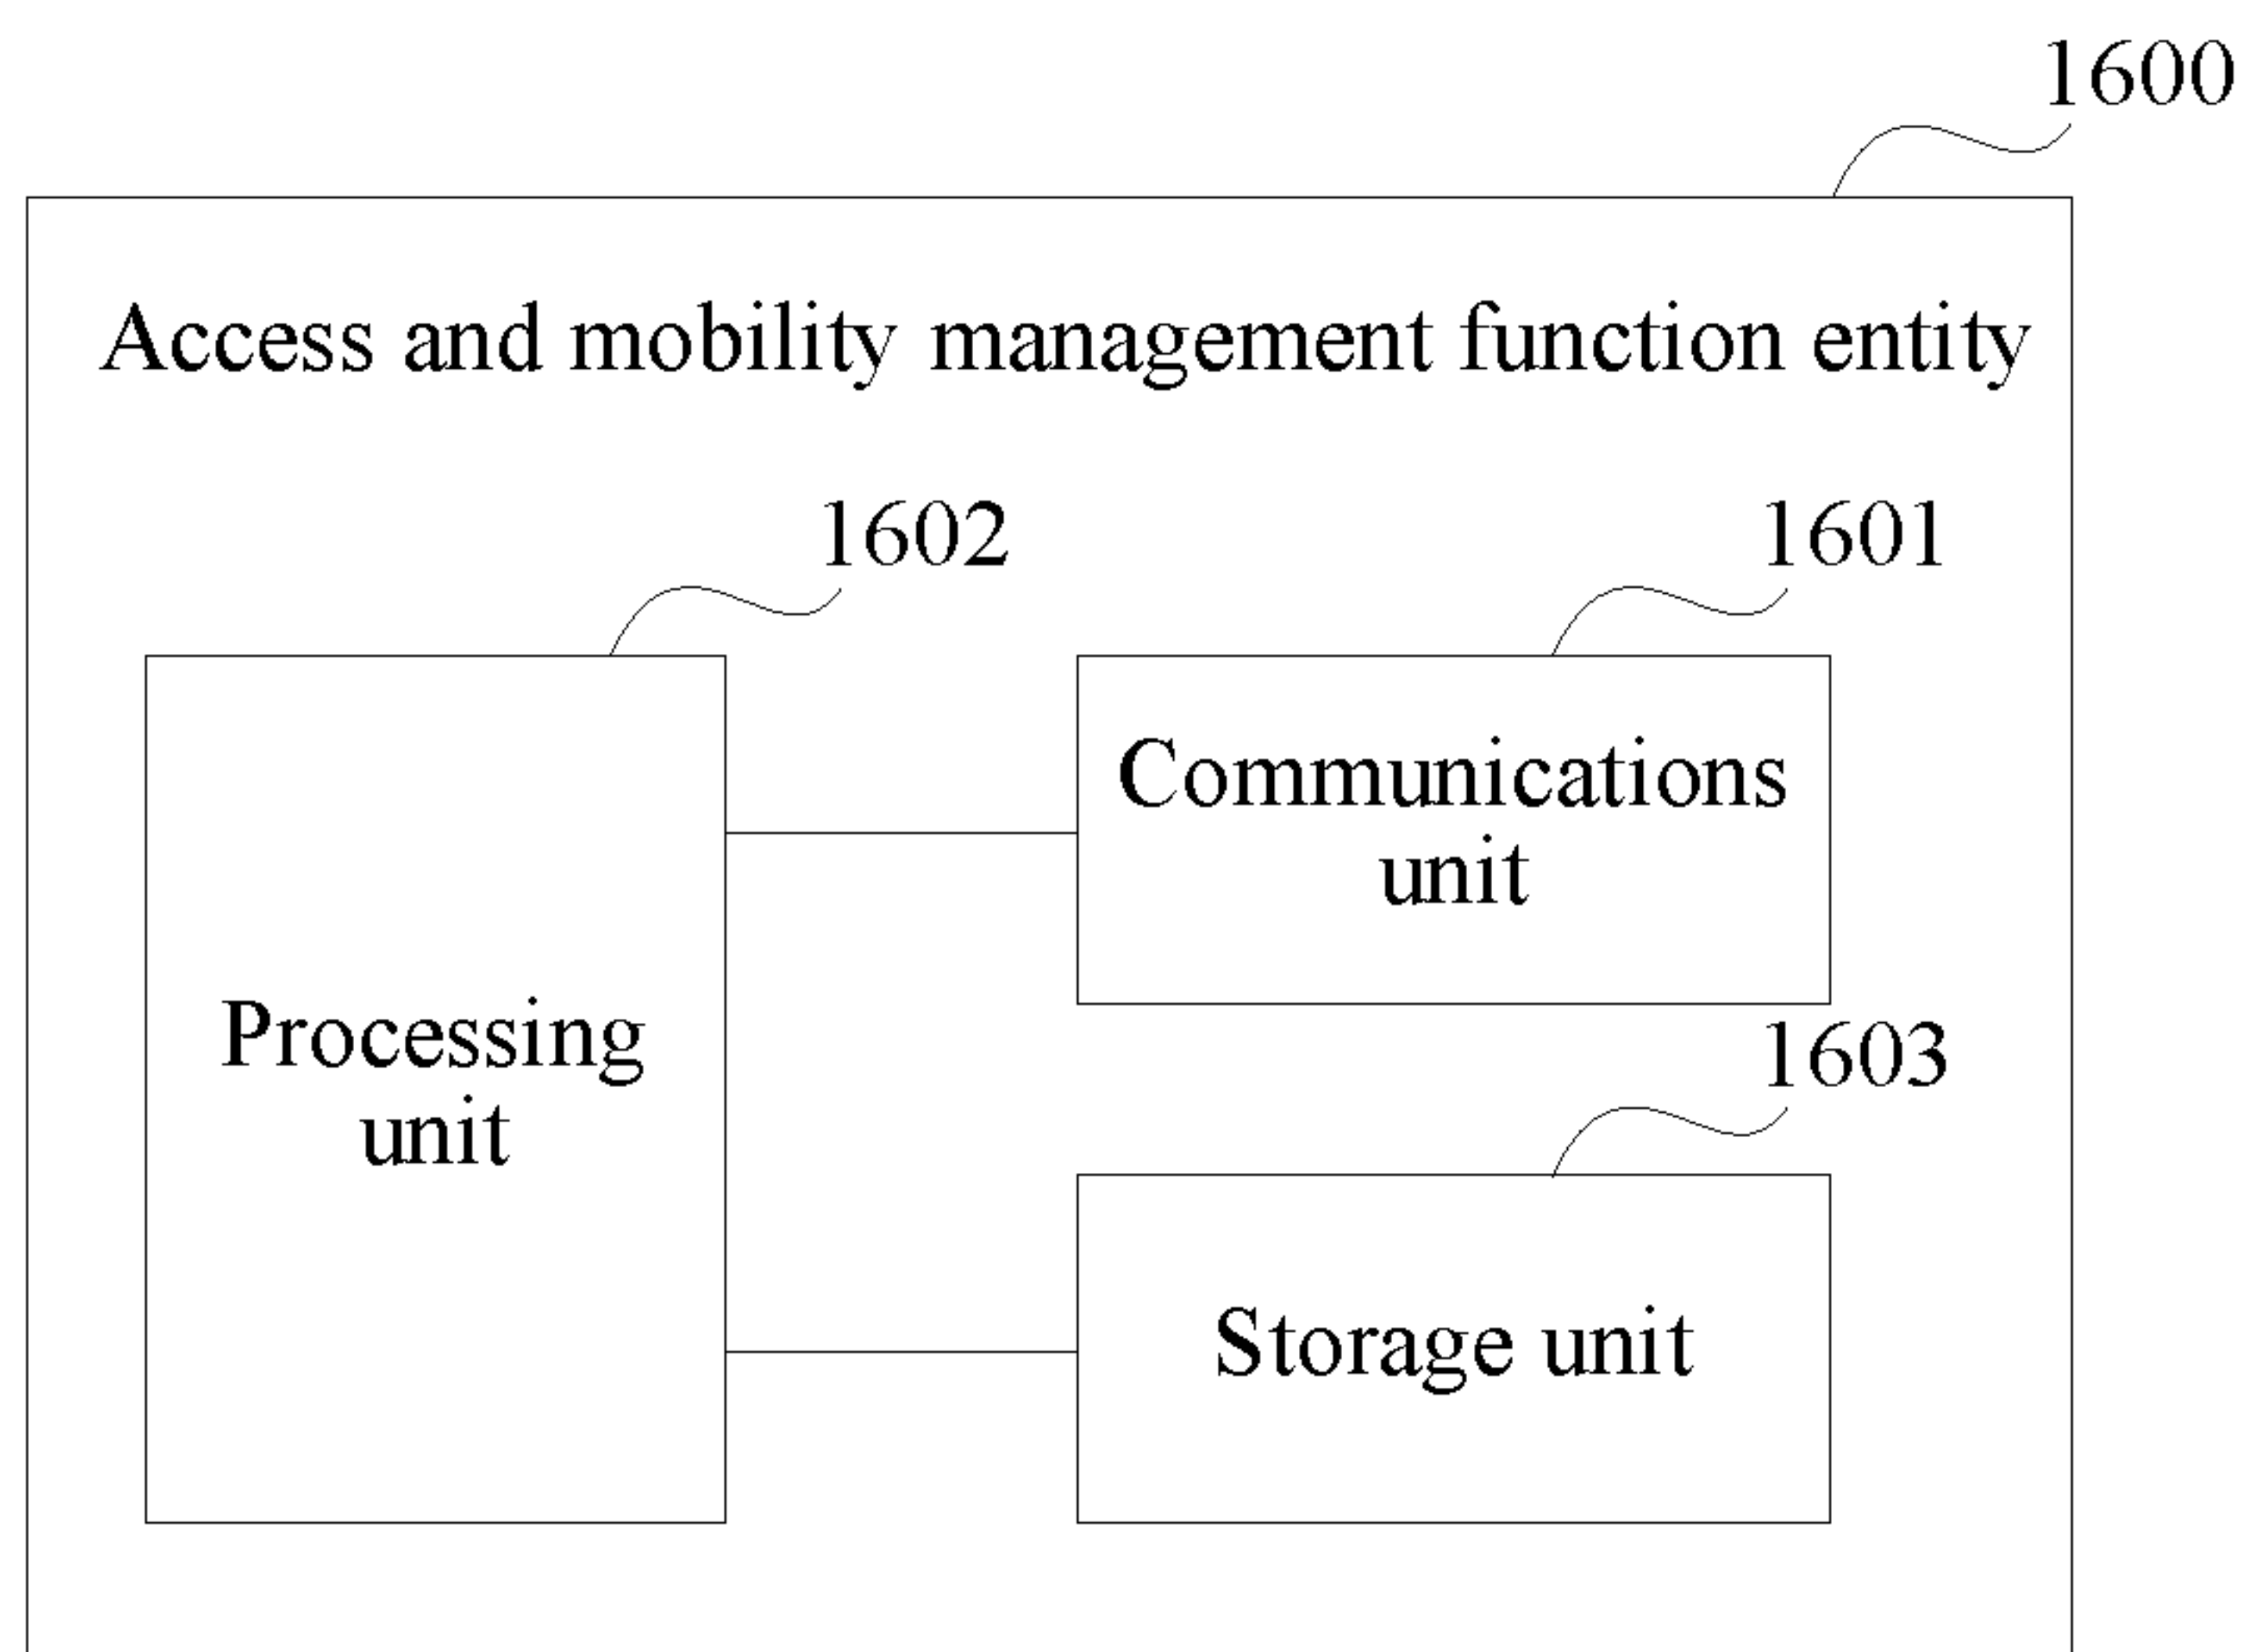 1600
Access and mobility management function entity
1602
1601
Communications
unit
Processing
unit
1603
Storage unit